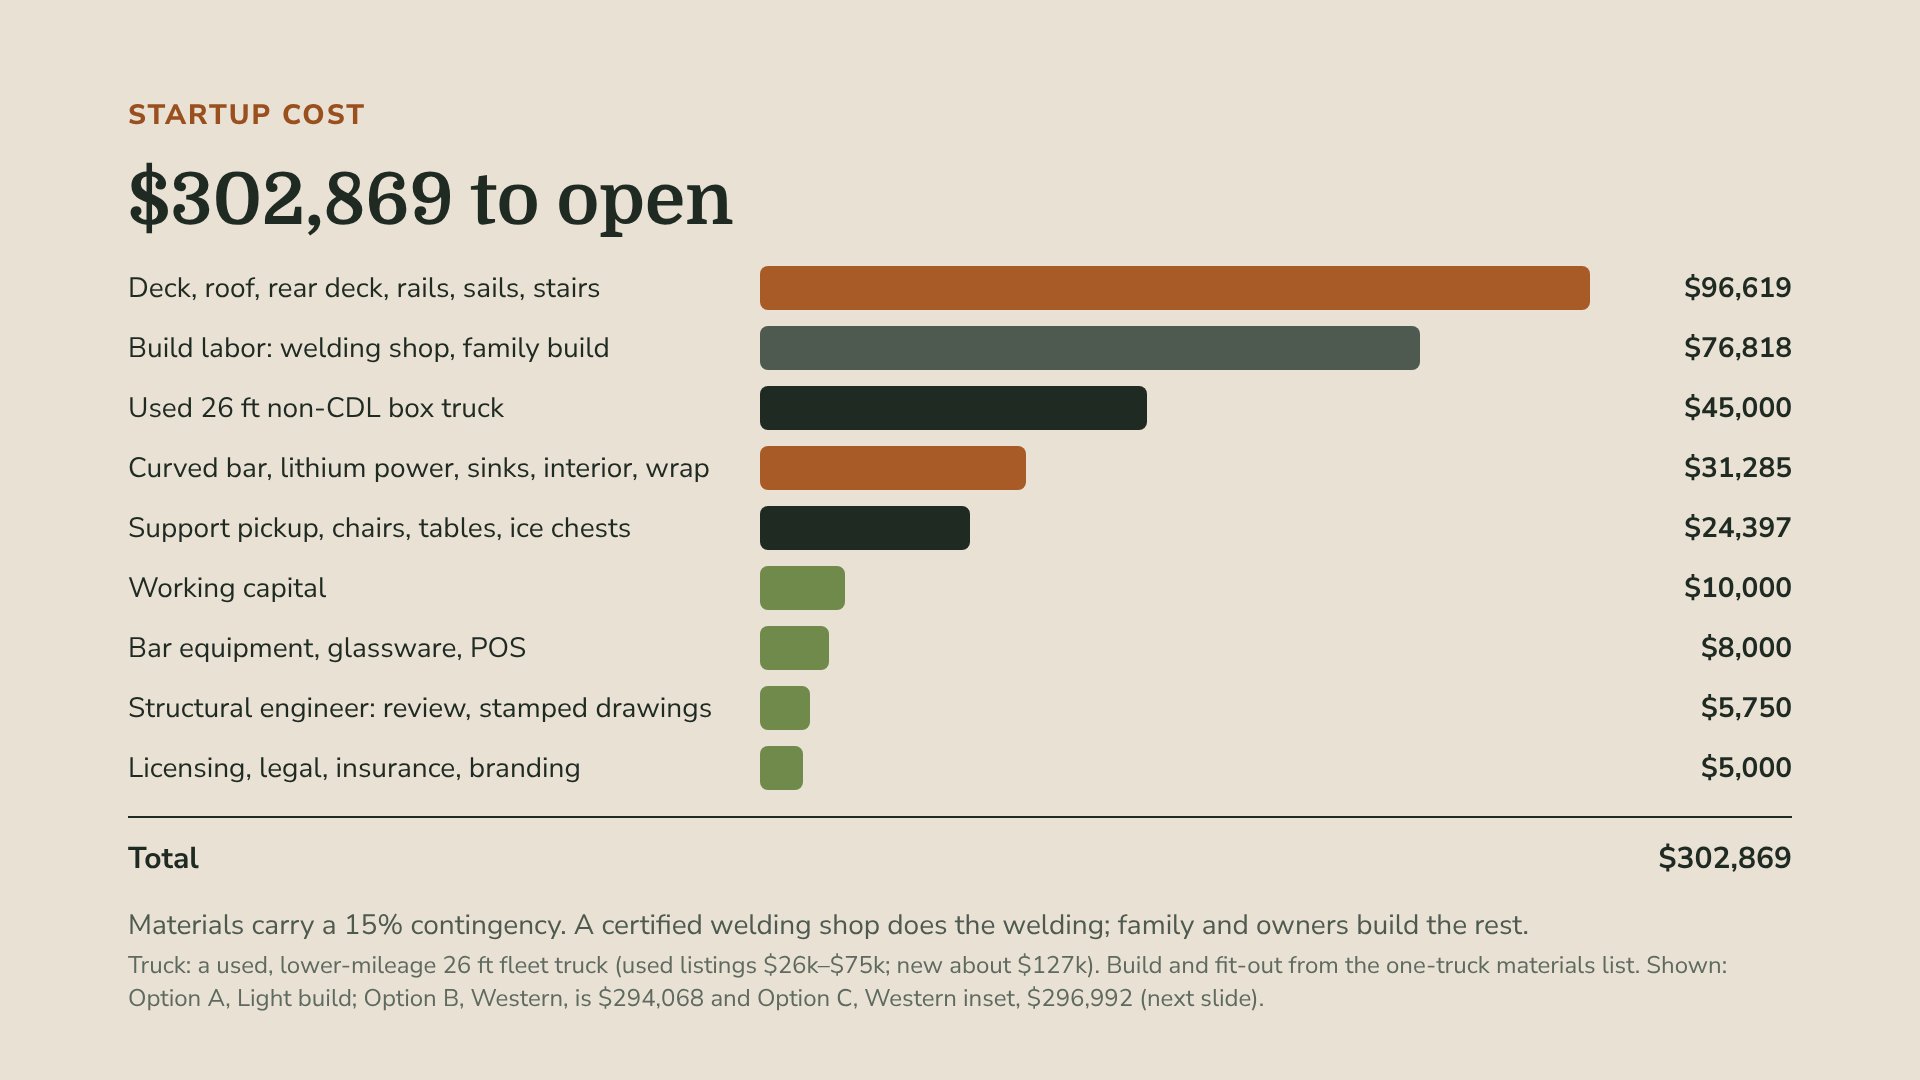 STARTUP COST
$302,869 to open
Deck, roof, rear deck, rails, sails, stairs $96,619
Build labor: welding shop, family build $76,818
Used 26 ft non-CDL box truck $45,000
Curved bar, lithium power, sinks, interior, wrap $31,285
Support pickup, chairs, tables, ice chests $24,397
Working capital $10,000
Bar equipment, glassware, POS $8,000
Structural engineer: review, stamped drawings $5,750
Licensing, legal, insurance, branding $5,000
Total $302,869
Materials carry a 15% contingency. A certified welding shop does the welding; family and owners build the rest.
Truck: a used, lower-mileage 26 ft fleet truck (used listings $26k–$75k; new about $127k). Build and fit-out from the one-truck materials list. Shown:
Option A, Light build; Option B, Western, is $294,068 and Option C, Western inset, $296,992 (next slide).